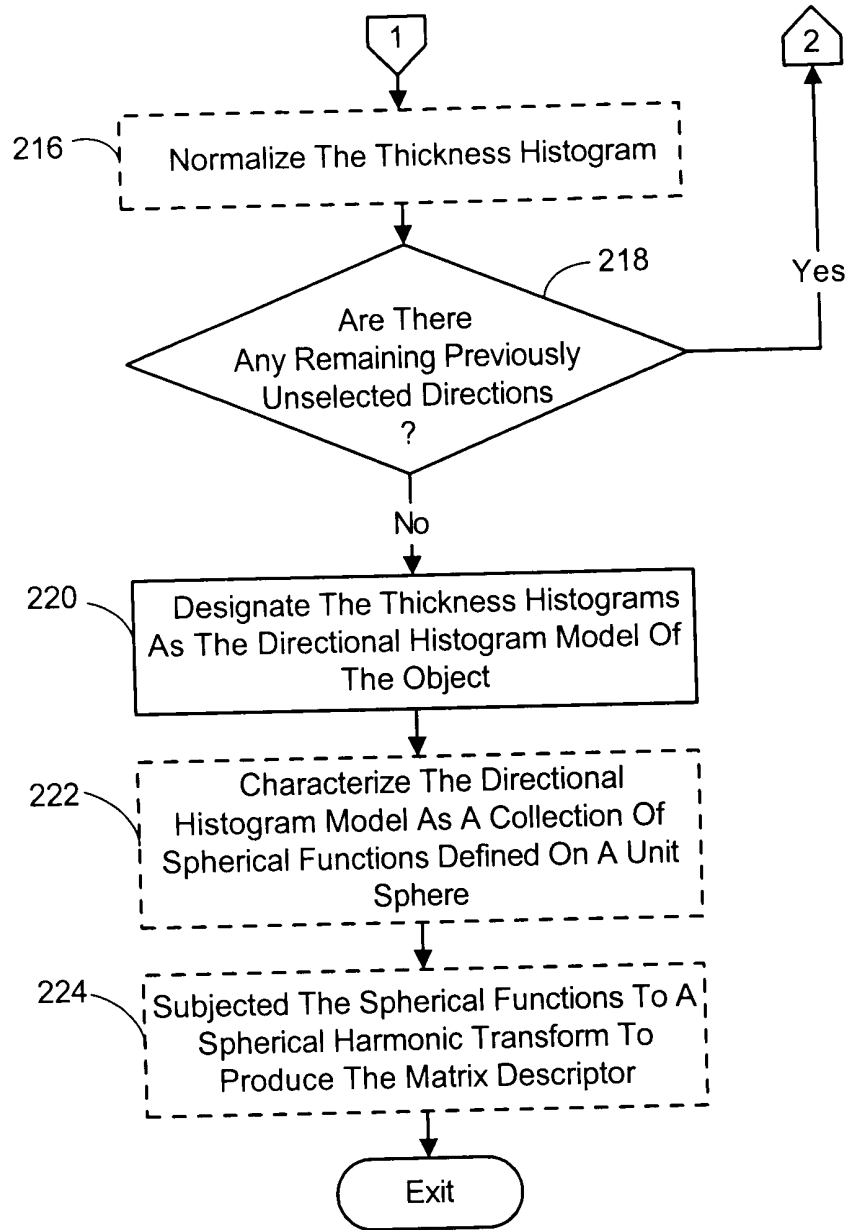 1
2
216
Normalize The Thickness Histogram
218
Yes
Are There
Any Remaining Previously
Unselected Directions
?
No
220
Designate The Thickness Histograms
As The Directional Histogram Model Of
The Object
222
Characterize The Directional
Histogram Model As A Collection Of
Spherical Functions Defined On A Unit
Sphere
224
Subjected The Spherical Functions To A
Spherical Harmonic Transform To
Produce The Matrix Descriptor
Exit